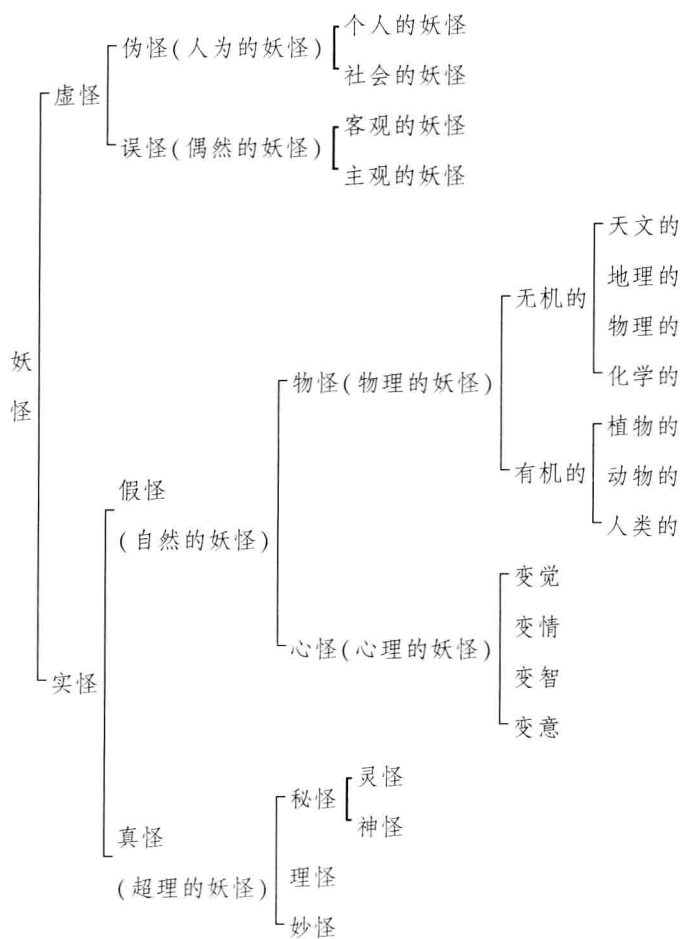 个人的妖怪
伪怪(人为的妖怪)
社会的妖怪
虚怪
客观的妖怪
误怪(偶然的妖怪)
主观的妖怪
天文的
地理的
无机的
物理的
妖怪
物怪(物理的妖怪)
化学的
植物的
有机的
动物的
假怪
人类的
(自然的妖怪)
变觉
变情
心怪(心理的妖怪)
变智
实怪
变意
灵怪
秘怪
神怪
真怪
(超理的妖怪)
理怪
妙怪